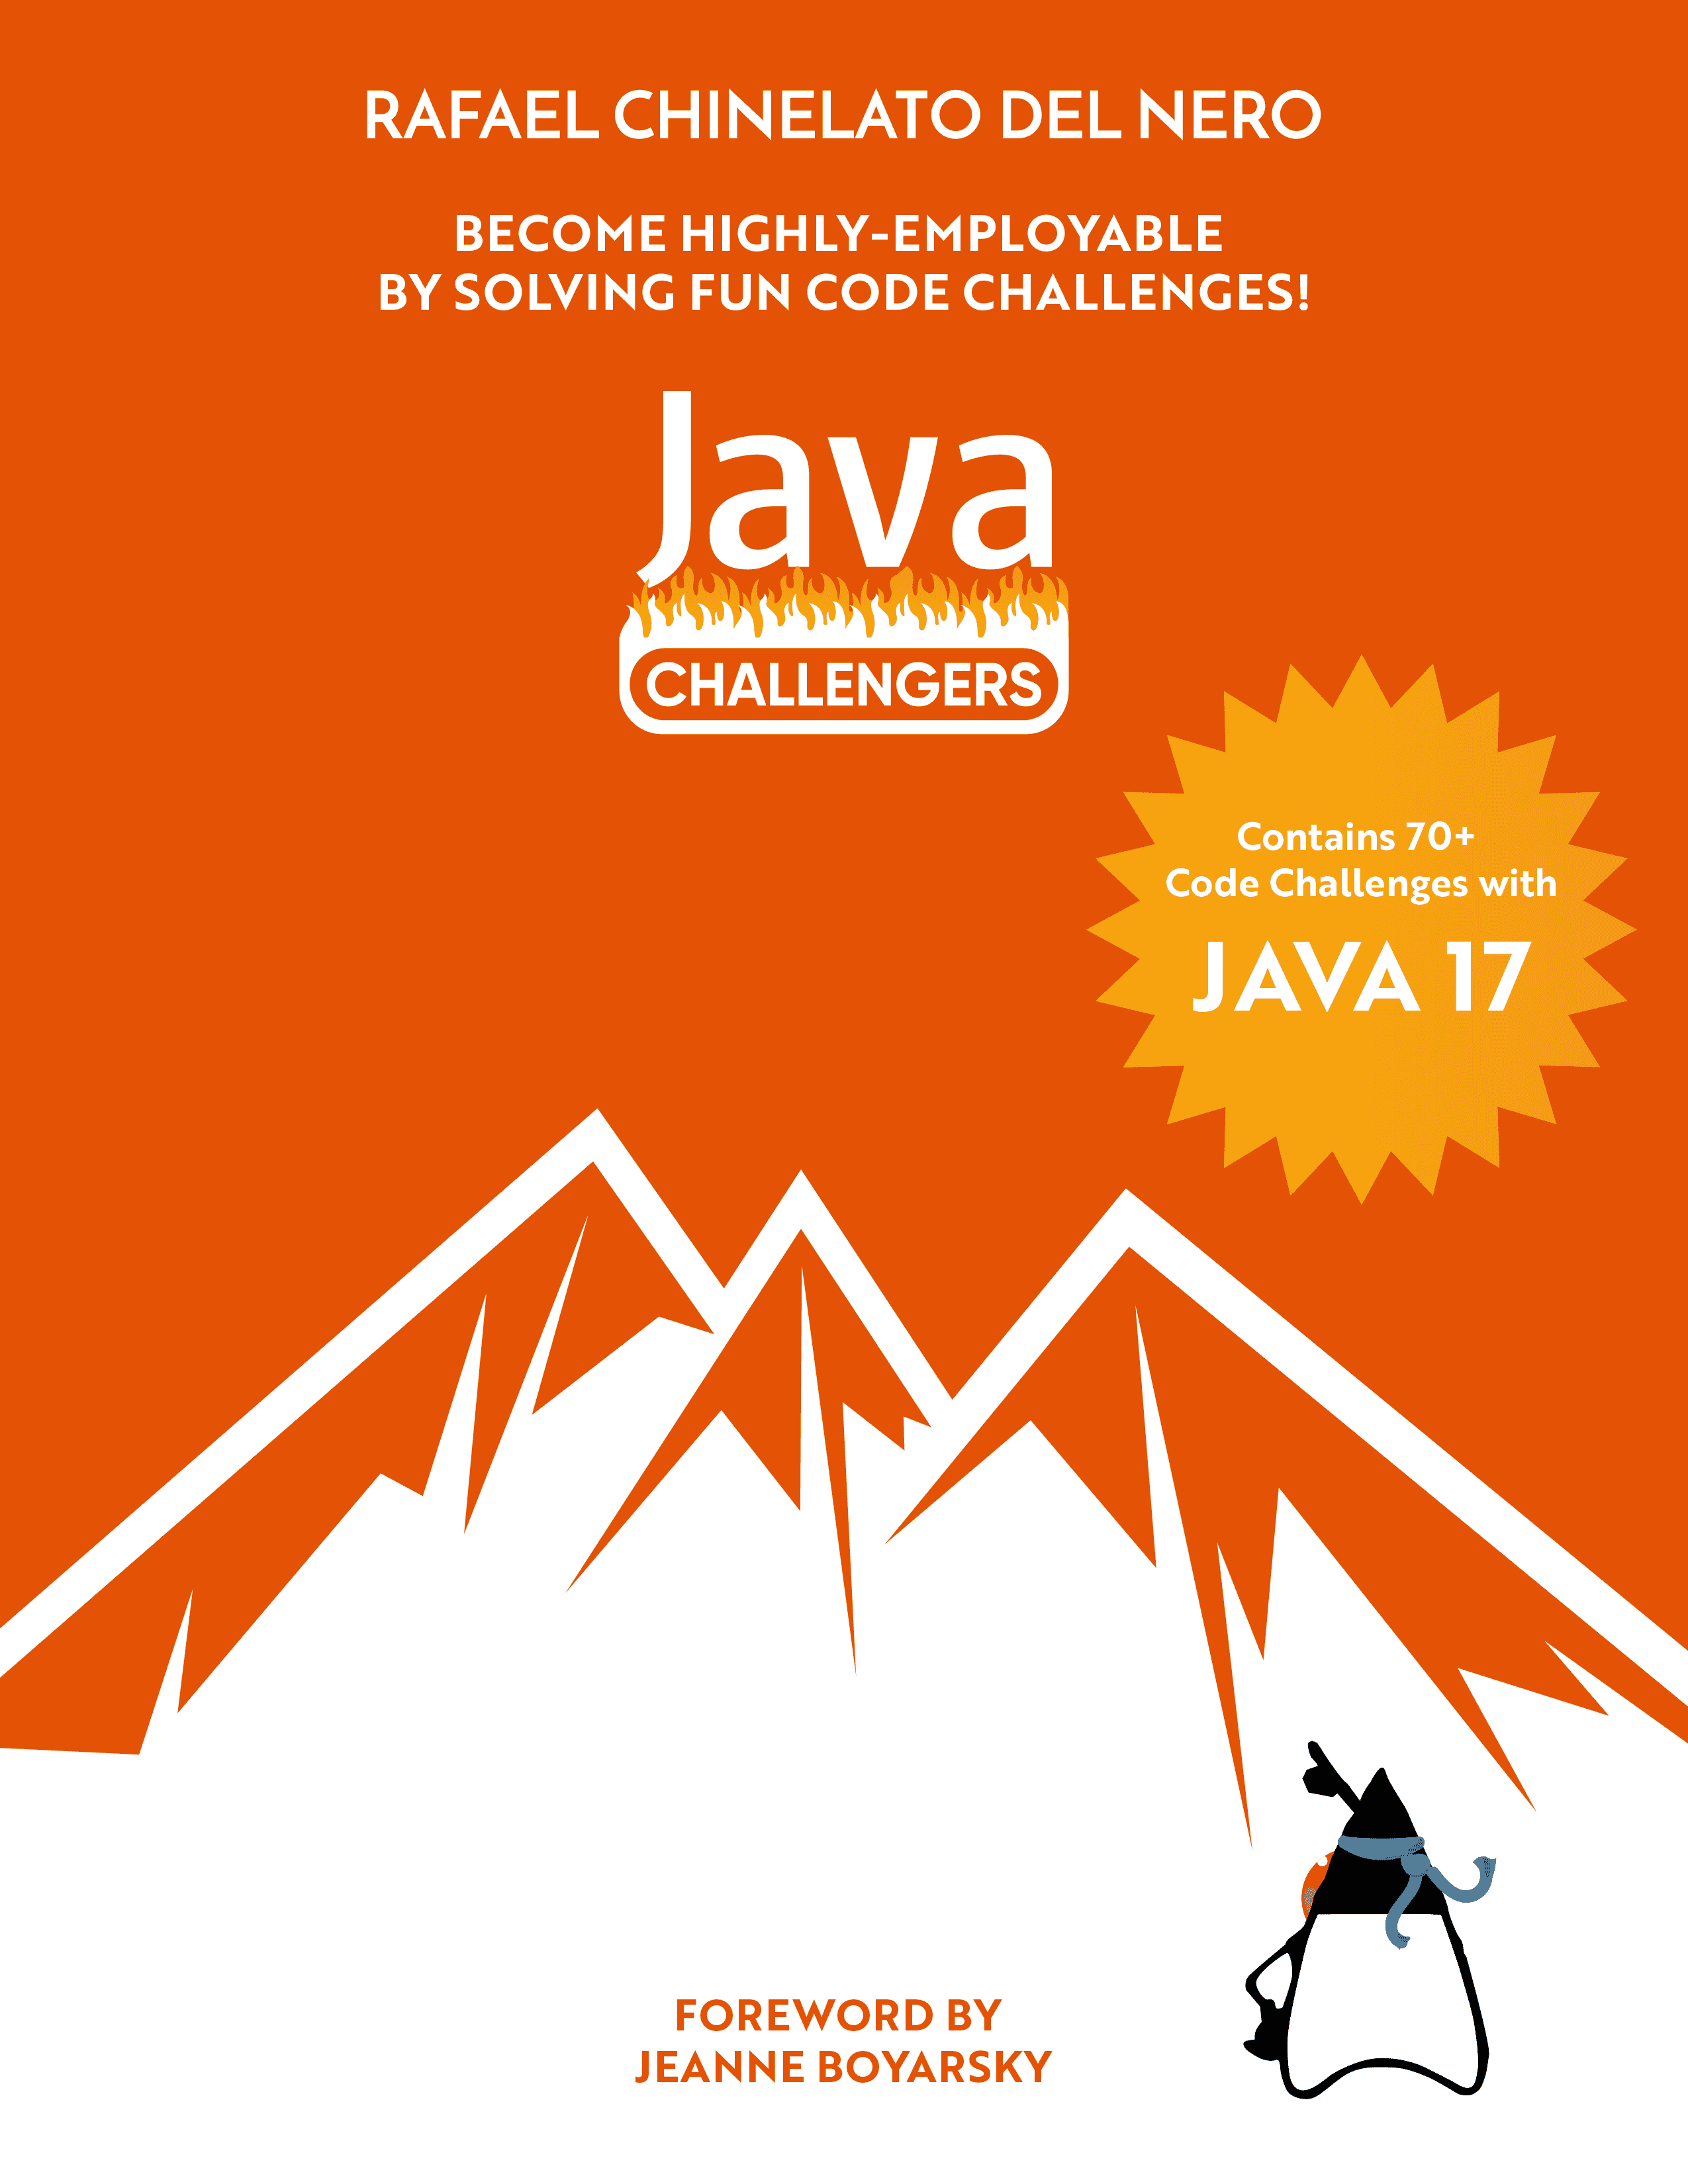 RAFAEL CHINELATO DEL NERO
BECOME HIGHLY-EMPLOYABLE
BY SOLVING FUN CODE CHALLENGES!
Java
CHALLENGERS
Contains 70+
Code Challenges with
JAVA 17
FOREWORD BY
JEANNE BOYARSKY